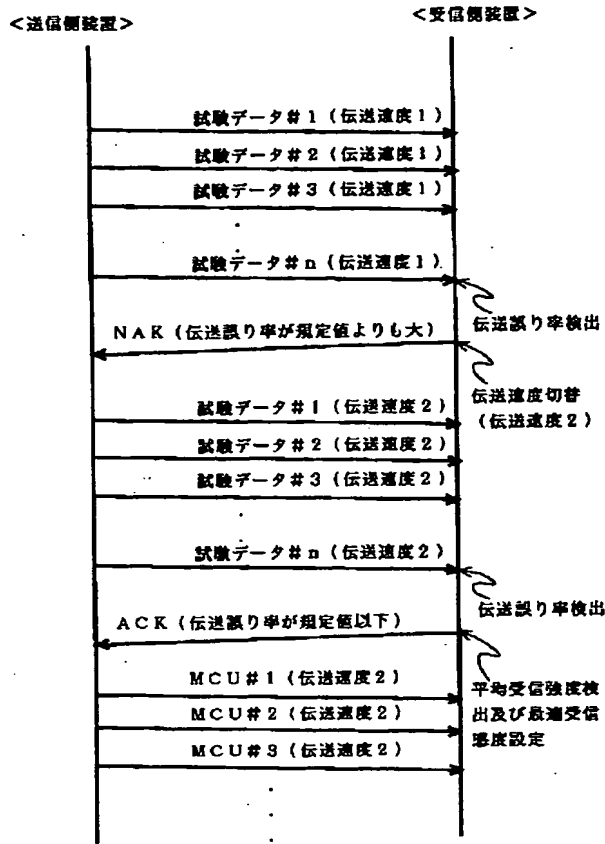 ＜送信側装置＞
＜受信側装置＞
試験データ＃１（伝送速度１）
試験データ＃２（伝送速度１）
試験データ＃３（伝送速度１）
試験データ＃ｎ（伝送速度１）
伝送誤り率検出
ＮＡＫ（伝送誤り率が規定値よりも大）
伝送速度切替
（伝送速度２）
試験データ＃１（伝送速度２）
試験データ＃２（伝送速度２）
試験データ＃３（伝送速度２）
試験データ＃ｎ（伝送速度２）
伝送誤り率検出
ＡＣＫ（伝送誤り率が規定値以下）
ＭＣＵ＃１（伝送速度２）
平均受信強度検
出及び最適受信
感度設定
ＭＣＵ＃２（伝送速度２）
ＭＣＵ＃３（伝送速度２）